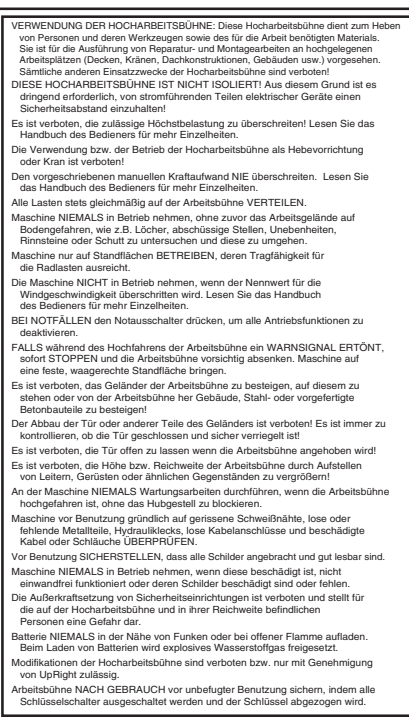 VERWENDUNG DER HOCHARBEITSBÜHNE: Diese Hocharbeitsbühne dient zum Heben
von Personen und deren Werkzeugen sowie des für die Arbeit benötigten Materials.
Sie ist für die Ausführung von Reparatur- und Montagearbeiten an hochgelegenen
Arbeitsplätzen (Decken, Kränen, Dachkonstruktionen, Gebäuden usw.) vorgesehen.
Sämtliche anderen Einsatzzwecke der Hocharbeitsbühne sind verboten!
DIESE HOCHARBEITSBÜHNE IST NICHT ISOLIERT! Aus diesem Grund ist es
dringend erforderlich, von stromführenden Teilen elektrischer Geräte einen
Sicherheitsabstand einzuhalten!
Es ist verboten, die zulässige Höchstbelastung zu überschreiten! Lesen Sie das
Handbuch des Bedieners für mehr Einzelheiten.
Die Verwendung bzw. der Betrieb der Hocharbeitsbühne als Hebevorrichtung
oder Kran ist verboten!
Den vorgeschriebenen manuellen Kraftaufwand NIE überschreiten. Lesen Sie
das Handbuch des Bedieners für mehr Einzelheiten.
Alle Lasten stets gleichmäßig auf der Arbeitsbühne VERTEILEN.
Maschine NIEMALS in Betrieb nehmen, ohne zuvor das Arbeitsgelände auf
Bodengefahren, wie z.B. Löcher, abschüssige Stellen, Unebenheiten,
Rinnsteine oder Schutt zu untersuchen und diese zu umgehen.
Maschine nur auf Standflächen BETREIBEN, deren Tragfähigkeit für
die Radlasten ausreicht.
Die Maschine NICHT in Betrieb nehmen, wenn der Nennwert für die
Windgeschwindigkeit überschritten wird. Lesen Sie das Handbuch
des Bedieners für mehr Einzelheiten.
BEI NOTFÄLLEN den Notausschalter drücken, um alle Antriebsfunktionen zu
deaktivieren.
FALLS während des Hochfahrens der Arbeitsbühne ein WARNSIGNAL ERTÖNT,
sofort STOPPEN und die Arbeitsbühne vorsichtig absenken. Maschine auf
eine feste, waagerechte Standfläche bringen.
Es ist verboten, das Geländer der Arbeitsbühne zu besteigen, auf diesem zu
stehen oder von der Arbeitsbühne her Gebäude, Stahl- oder vorgefertigte
Betonbauteile zu besteigen!
Der Abbau der Tür oder anderer Teile des Geländers ist verboten! Es ist immer zu
kontrollieren, ob die Tür geschlossen und sicher verriegelt ist!
Es ist verboten, die Tür offen zu lassen wenn die Arbeitsbühne angehoben wird!
Es ist verboten, die Höhe bzw. Reichweite der Arbeitsbühne durch Aufstellen
von Leitern, Gerüsten oder ähnlichen Gegenständen zu vergrößern!
An der Maschine NIEMALS Wartungsarbeiten durchführen, wenn die Arbeitsbühne
hochgefahren ist, ohne das Hubgestell zu blockieren.
Maschine vor Benutzung gründlich auf gerissene Schweißnähte, lose oder
fehlende Metallteile, Hydrauliklecks, lose Kabelanschlüsse und beschädigte
Kabel oder Schläuche ÜBERPRÜFEN.
Vor Benutzung SICHERSTELLEN, dass alle Schilder angebracht und gut lesbar sind.
Maschine NIEMALS in Betrieb nehmen, wenn diese beschädigt ist, nicht
einwandfrei funktioniert oder deren Schilder beschädigt sind oder fehlen.
Die Außerkraftsetzung von Sicherheitseinrichtungen ist verboten und stellt für
die auf der Hocharbeitsbühne und in ihrer Reichweite befindlichen
Personen eine Gefahr dar.
Batterie NIEMALS in der Nähe von Funken oder bei offener Flamme aufladen.
Beim Laden von Batterien wird explosives Wasserstoffgas freigesetzt.
Modifikationen der Hocharbeitsbühne sind verboten bzw. nur mit Genehmigung
von UpRight zulässig.
Arbeitsbühne NACH GEBRAUCH vor unbefugter Benutzung sichern, indem alle
Schlüsselschalter ausgeschaltet werden und der Schlüssel abgezogen wird.